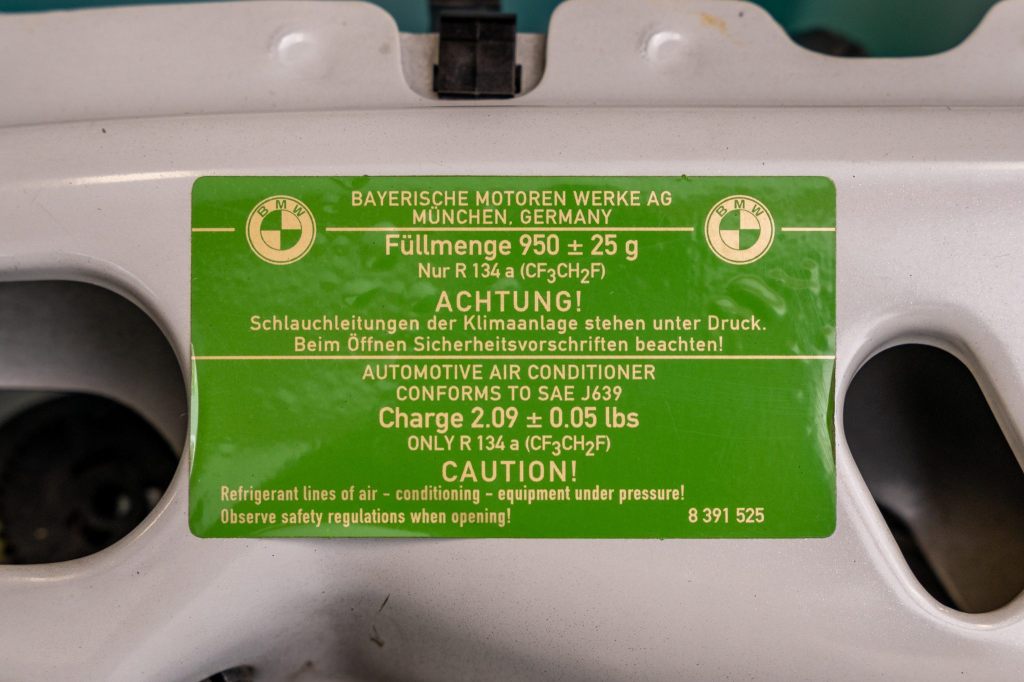 BMW
BMW
BAYERISCHE MOTOREN WERKE AG
MÜNCHEN, GERMANY
Füllmenge 950 ± 25 g
Nur R 134 a (CF₃CH₂F)
ACHTUNG!
Schlauchleitungen der Klimaanlage stehen unter Druck.
Beim Öffnen Sicherheitsvorschriften beachten!
AUTOMOTIVE AIR CONDITIONER
CONFORMS TO SAE J639
Charge 2.09 ± 0.05 lbs
ONLY R 134 a (CF₃CH₂F)
CAUTION!
Refrigerant lines of air - conditioning - equipment under pressure!
Observe safety regulations when opening!
8 391 525